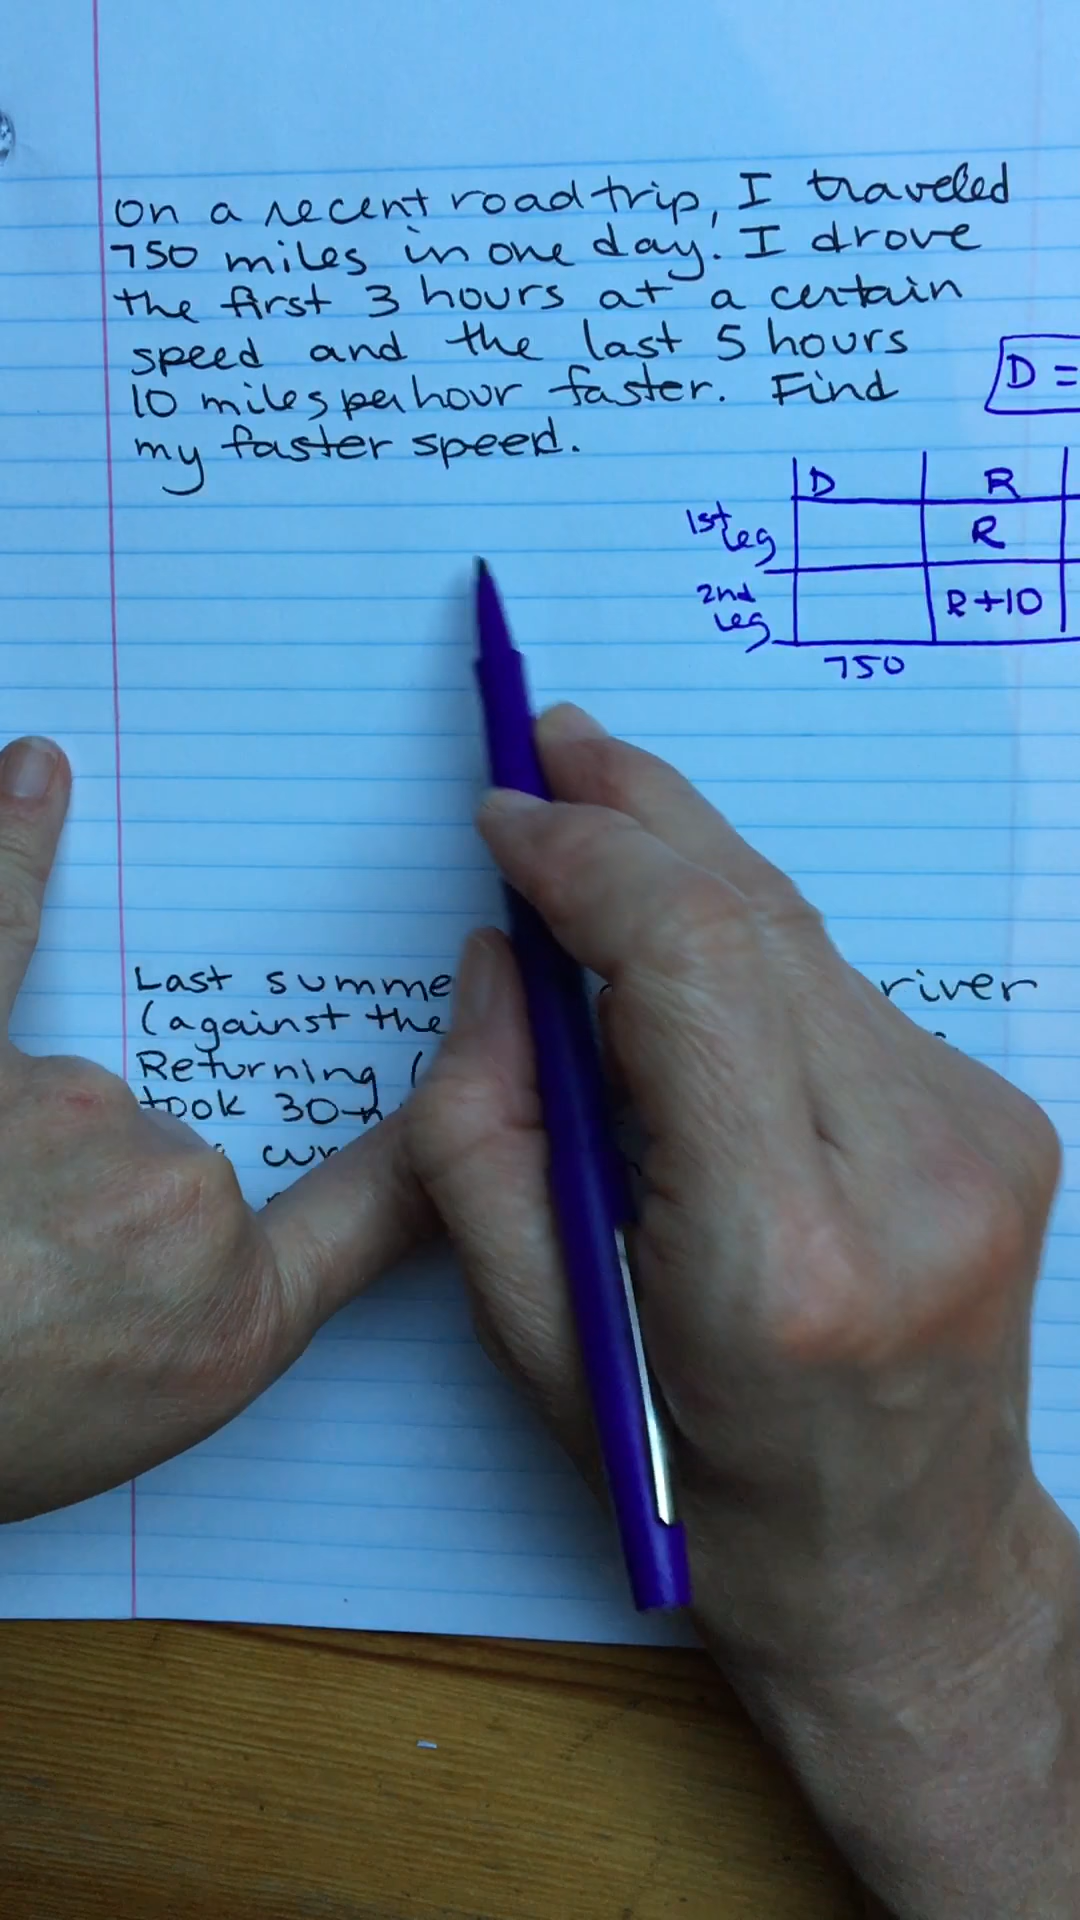 on a recent road trip, I traveled
750 miles in one day. I drove
the first 3 hours at a certain
speed and the last 5 hours
10 miles per hour faster. Find
my faster speed.
D =
D R
1st leg R
2nd leg R+10
750
Last summe river
(against the
Returning (
took 30